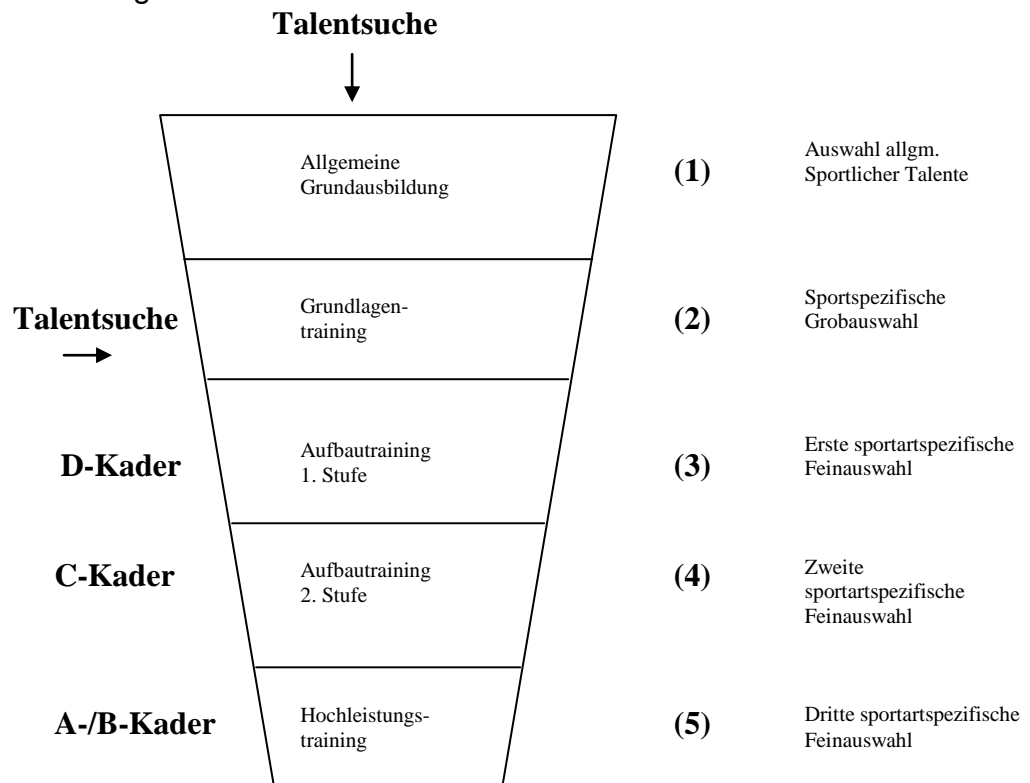 Talentsuche
Allgemeine
Grundausbildung
(1)
Auswahl allgm.
Sportlicher Talente
Talentsuche
Grundlagen-
training
(2)
Sportspezifische
Grobauswahl
D-Kader
Aufbautraining
1. Stufe
(3)
Erste sportartspezifische
Feinauswahl
C-Kader
Aufbautraining
2. Stufe
(4)
Zweite
sportartspezifische
Feinauswahl
A-/B-Kader
Hochleistungs-
training
(5)
Dritte sportartspezifische
Feinauswahl